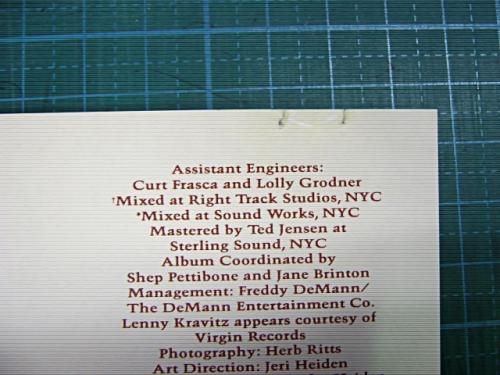 Assistant Engineers:
Curt Frasca and Lolly Grodner
†Mixed at Right Track Studios, NYC
*Mixed at Sound Works, NYC
Mastered by Ted Jensen at
Sterling Sound, NYC
Album Coordinated by
Shep Pettibone and Jane Brinton
Management: Freddy DeMann/
The DeMann Entertainment Co.
Lenny Kravitz appears courtesy of
Virgin Records
Photography: Herb Ritts
Art Direction: Jeri Heiden